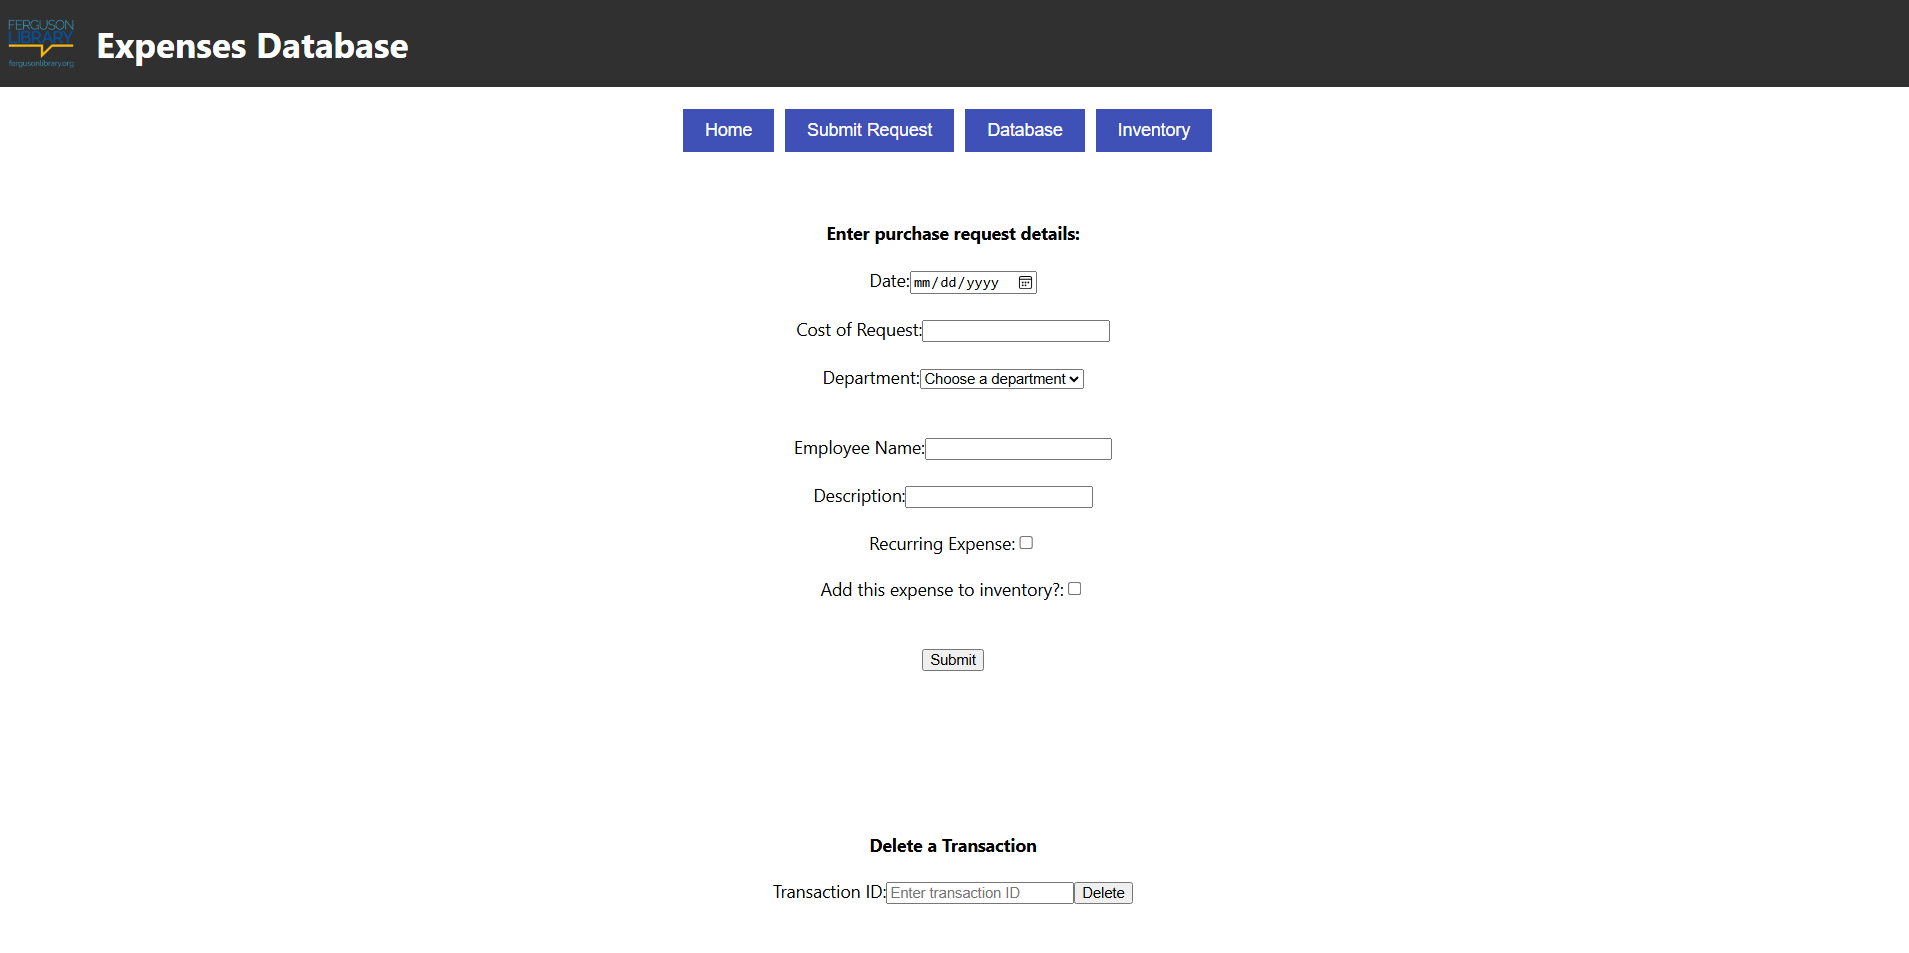 FERGUSON
LIBRARY
fergusonlibrary.org
Expenses Database
Home Submit Request Database Inventory
Enter purchase request details:
Date: mm/dd/yyyy
Cost of Request:
Department: Choose a department
Employee Name:
Description:
Recurring Expense:
Add this expense to inventory?:
Submit
Delete a Transaction
Transaction ID: Enter transaction ID Delete